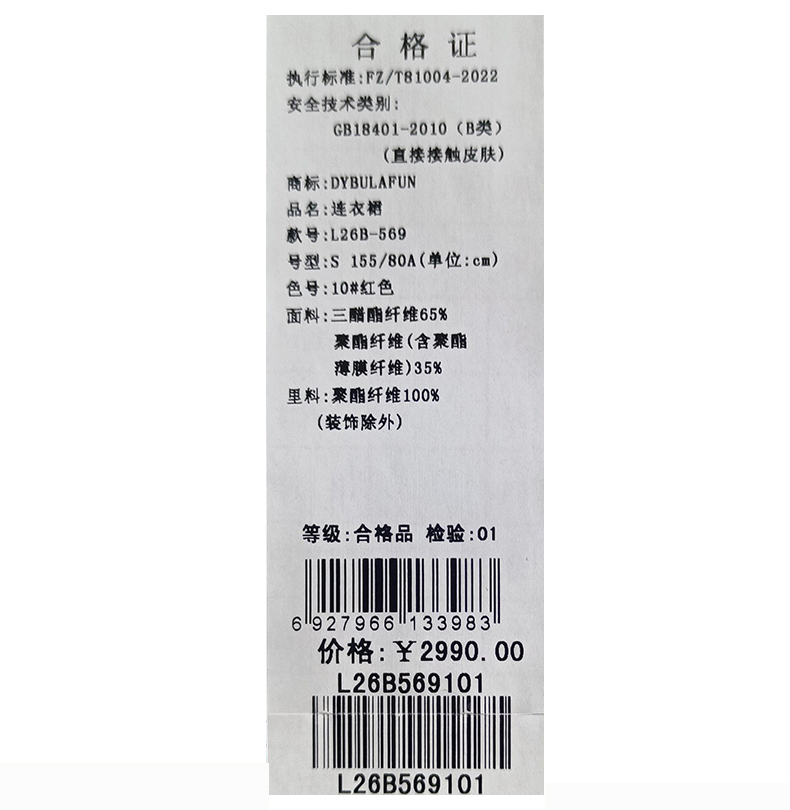 合格证
执行标准:FZ/T81004-2022
安全技术类别:
GB18401-2010（B类）
(直接接触皮肤)
商标:DYBULAFUN
品名:连衣裙
款号:L26B-569
号型:S 155/80A(单位:cm)
色号:10#红色
面料:三醋酯纤维65%
聚酯纤维(含聚酯
薄膜纤维)35%
里料:聚酯纤维100%
(装饰除外)
等级:合格品 检验:01
6 927966 133983
价格:￥2990.00
L26B569101
L26B569101